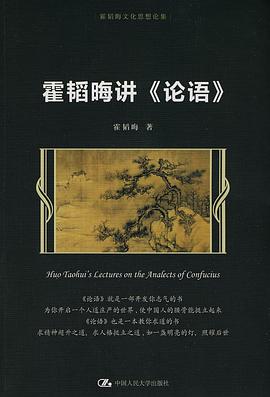 霍韬晦文化思想论集
霍韬晦讲《论语》
霍韬晦 著
Huo Taohui's Lectures on the Analects of Confucius
《论语》就是一部开发你志气的书
为你开启一个人道庄严的世界，使中国人的腰骨能挺立起来
《论语》也是一本教你求道的书
求精神超升之道，求人格挺立之道，如一盏明亮的灯，照耀后世
中国人民大学出版社